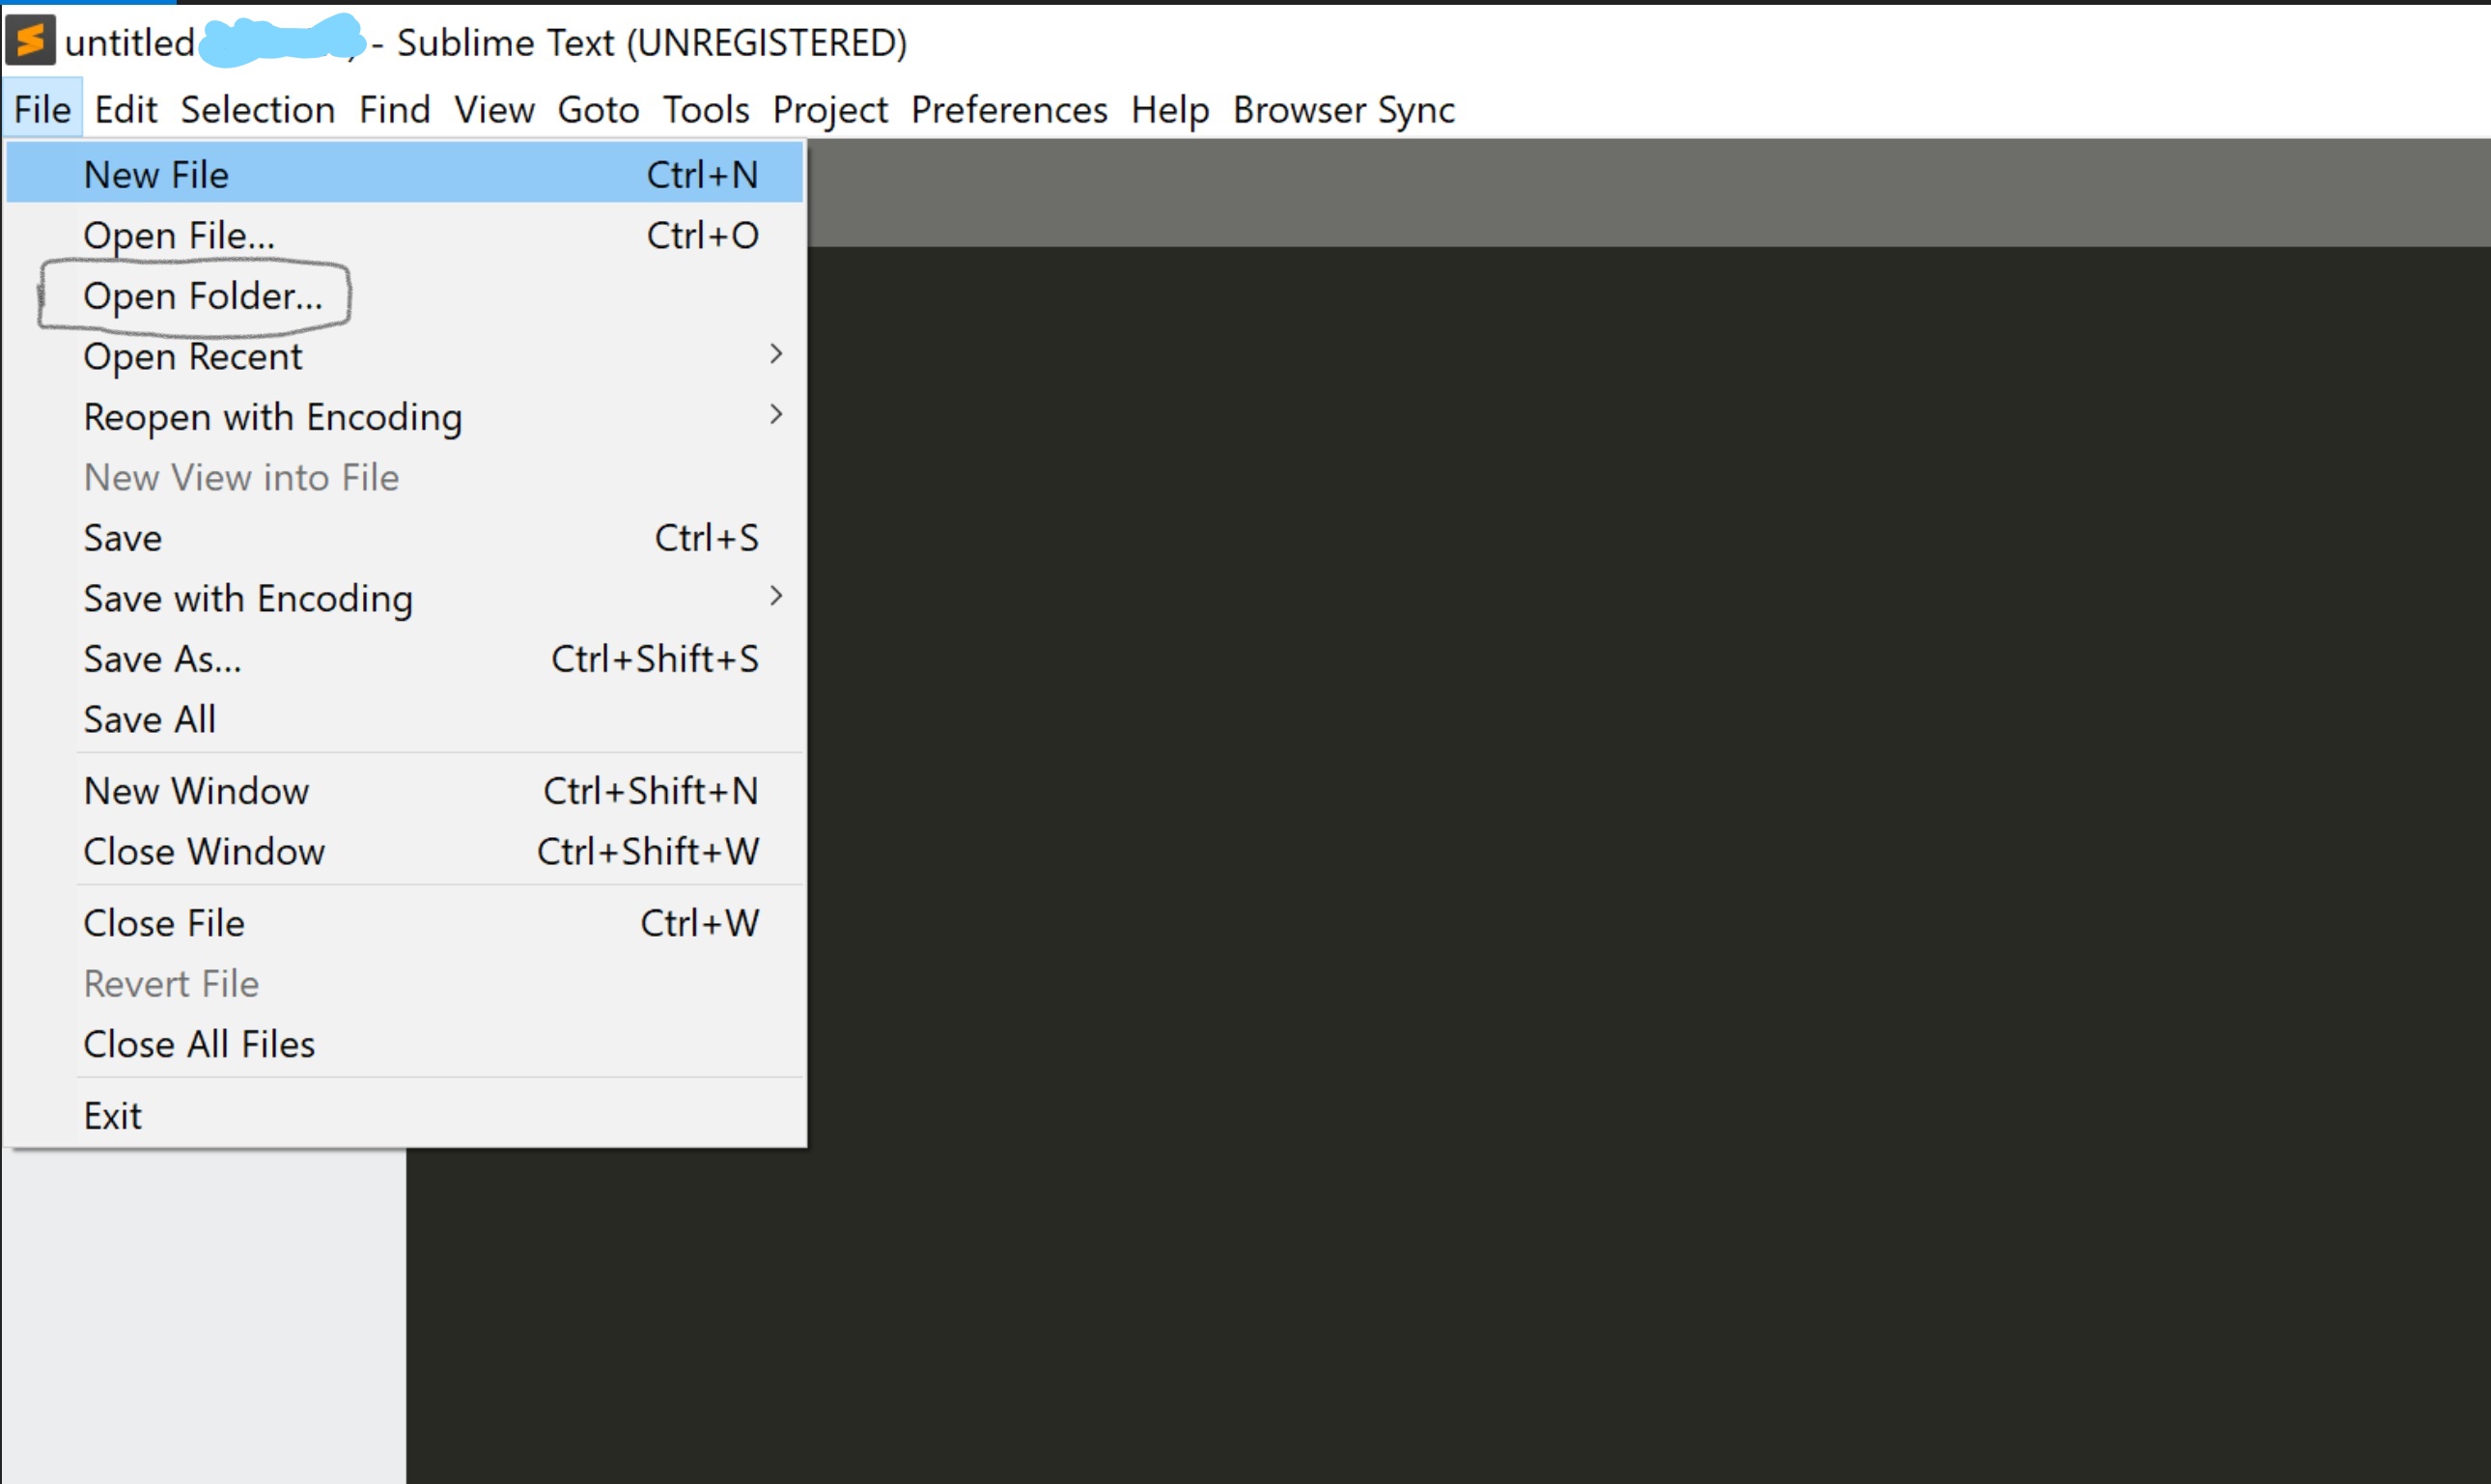 untitled - Sublime Text (UNREGISTERED)
File Edit Selection Find View Goto Tools Project Preferences Help Browser Sync
New File Ctrl+N
Open File... Ctrl+O
Open Folder...
Open Recent
Reopen with Encoding
New View into File
Save Ctrl+S
Save with Encoding
Save As... Ctrl+Shift+S
Save All
New Window Ctrl+Shift+N
Close Window Ctrl+Shift+W
Close File Ctrl+W
Revert File
Close All Files
Exit